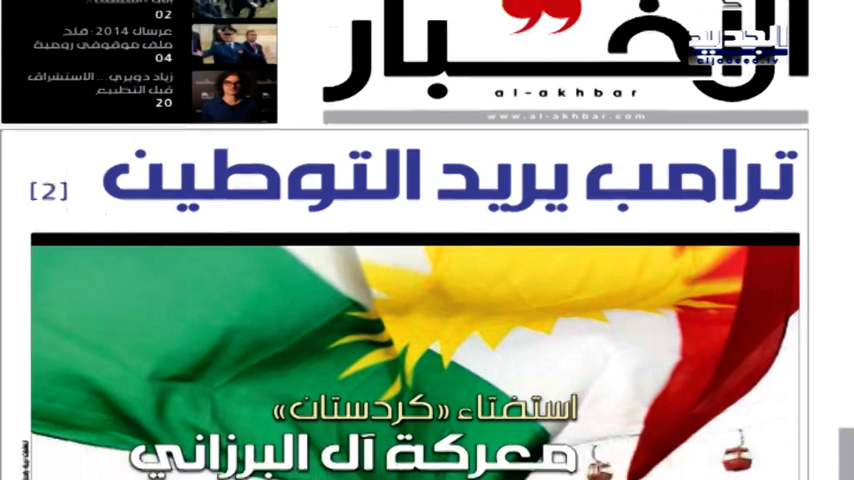 الأخبار
الجديد
aljadeed.tv
al-akhbar
www.al-akhbar.com
02
عرسال 2014: فتح
ملف موقوفي رومية
04
زياد دويري ... الاستشراق
قبل التطبيع
20
ترامب يريد التوطين
[2]
استفتاء «كردستان»
معركة آل البرزاني